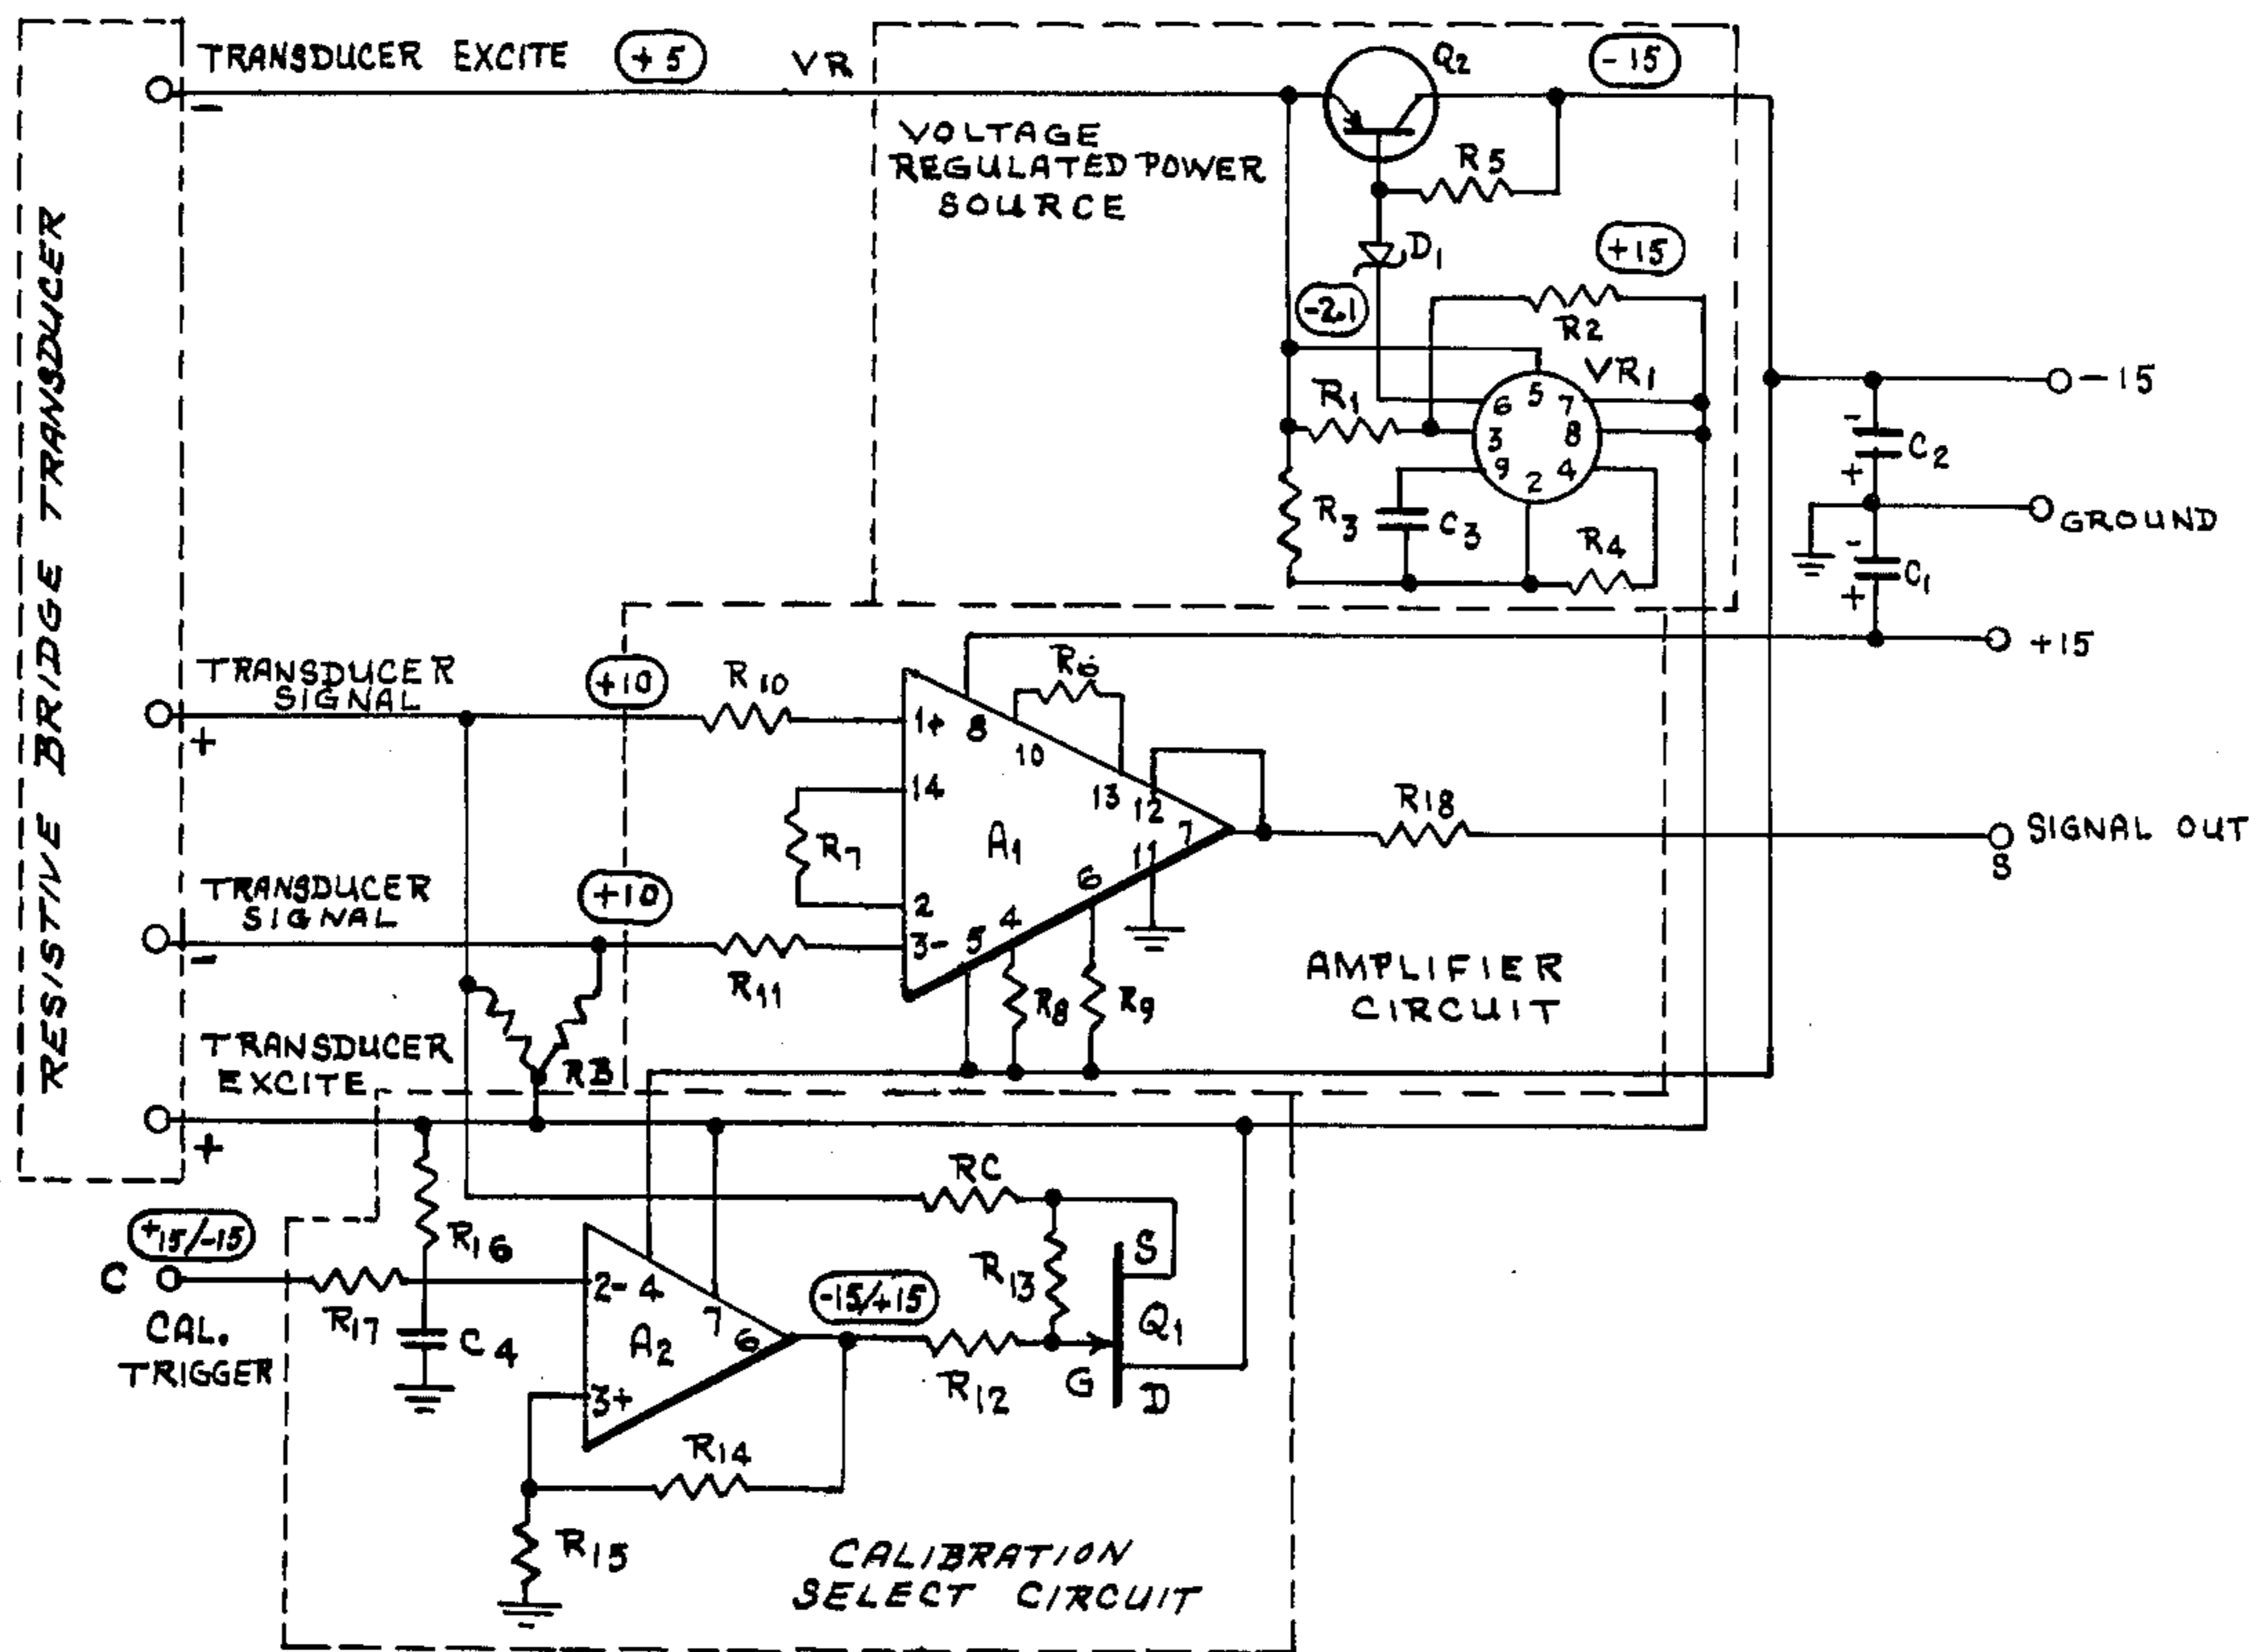 TRANSDUCER EXCITE +5 VR
-
Q2
-15
VOLTAGE
REGULATED POWER
SOURCE
R5
D1
+15
-2.1
R2
VR1
R1
6 5 7
3 8
9 2 4
R3
C3
R4
-15
-
C2
+
GROUND
-
C1
+
+15
RESISTIVE BRIDGE TRANSDUCER
TRANSDUCER
SIGNAL
+
+10
R10
R6
1+ 8
10
13 12
14
R7
A1
11 7
6
2
4
3- 5
R18
SIGNAL OUT
S
TRANSDUCER
SIGNAL
-
+10
R11
R8
R9
AMPLIFIER
CIRCUIT
TRANSDUCER
EXCITE
+
RB
RC
+15/-15
C
CAL.
TRIGGER
R16
R17
C4
2- 4
7
A2
6
3+
-15/+15
R13
S
Q1
G
D
R12
R14
R15
CALIBRATION
SELECT CIRCUIT